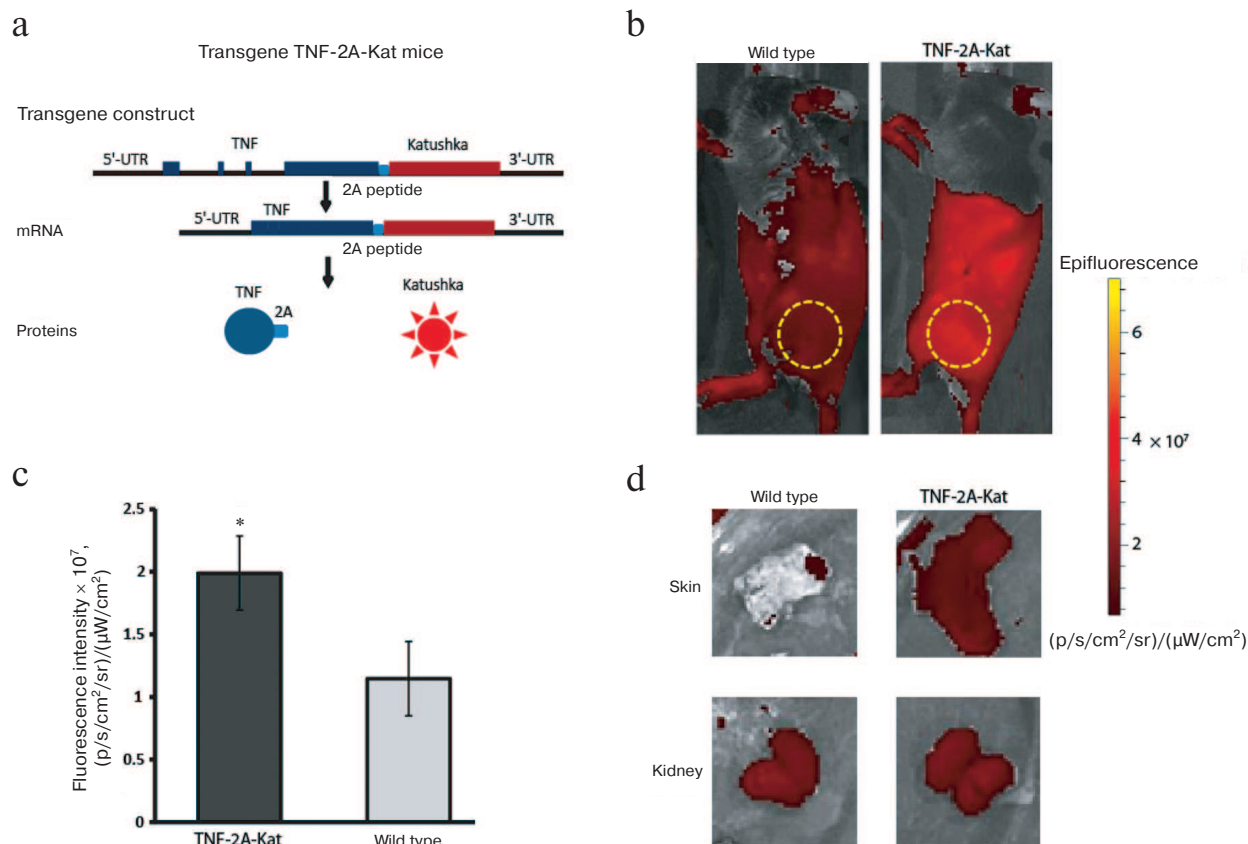 a
Transgene TNF-2A-Kat mice
Transgene construct
5'-UTR
TNF
Katushka
3'-UTR
2A peptide
mRNA
5'-UTR
TNF
3'-UTR
2A peptide
Proteins
TNF
2A
Katushka
b
Wild type
TNF-2A-Kat
Epifluorescence
6
4 × 10⁷
2
(p/s/cm²/sr)/(µW/cm²)
c
Fluorescence intensity × 10⁷,
(p/s/cm²/sr)/(µW/cm²)
2.5
2
1.5
1
0.5
0
*
TNF-2A-Kat
Wild type
d
Wild type
TNF-2A-Kat
Skin
Kidney